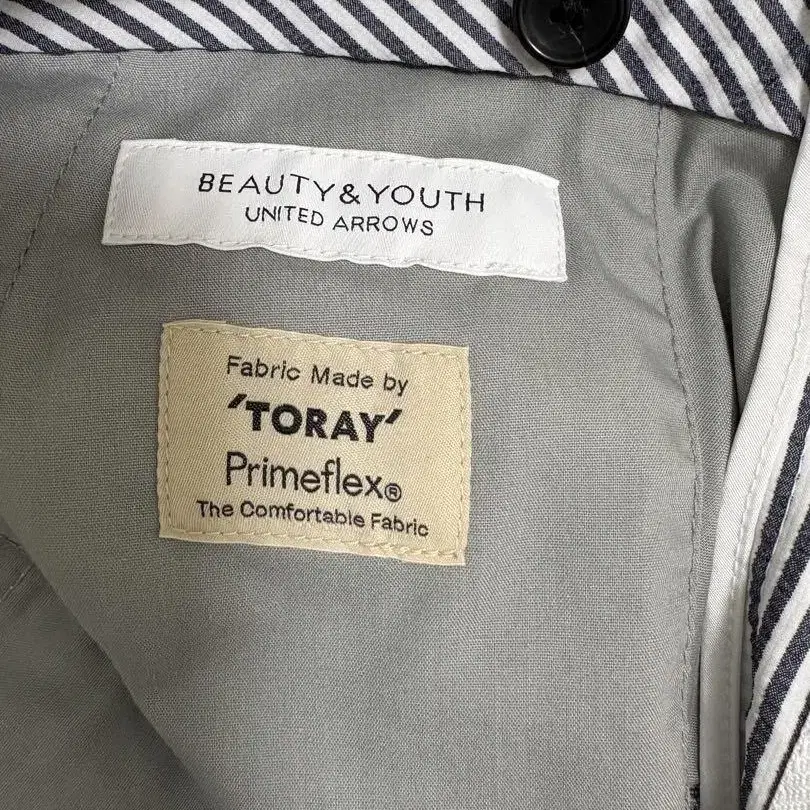 BEAUTY&YOUTH
UNITED ARROWS
Fabric Made by
'TORAY'
Primeflex®
The Comfortable Fabric